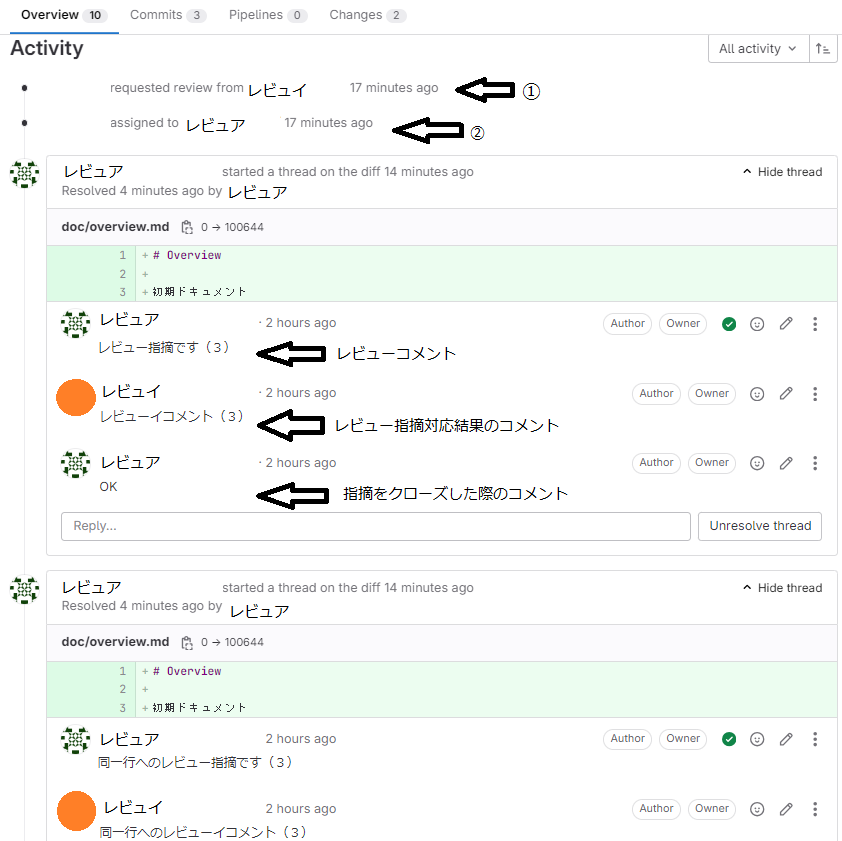 Overview 10 Commits 3 Pipelines 0 Changes 2
Activity
All activity
requested review from レビュイ 17 minutes ago ①
assigned to レビュア 17 minutes ago ②
レビュア started a thread on the diff 14 minutes ago Hide thread
Resolved 4 minutes ago by レビュア
doc/overview.md 0 → 100644
1 + # Overview
2 +
3 + 初期ドキュメント
レビュア · 2 hours ago Author Owner
レビュー指摘です（３） レビューコメント
レビュイ · 2 hours ago Author Owner
レビューイコメント（３） レビュー指摘対応結果のコメント
レビュア · 2 hours ago Author Owner
OK 指摘をクローズした際のコメント
Reply... Unresolve thread
レビュア started a thread on the diff 14 minutes ago Hide thread
Resolved 4 minutes ago by レビュア
doc/overview.md 0 → 100644
1 + # Overview
2 +
3 + 初期ドキュメント
レビュア 2 hours ago Author Owner
同一行へのレビュー指摘です（３）
レビュイ 2 hours ago Author Owner
同一行へのレビューイコメント（３）